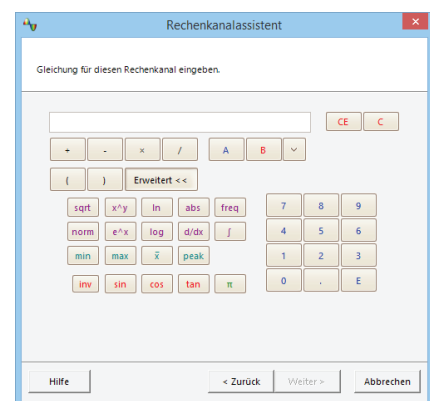 Rechenkanalassistent
Gleichung für diesen Rechenkanal eingeben.
CE C
+ - × / A B
( ) Erweitert <<
sqrt x^y ln abs freq 7 8 9
norm e^x log d/dx ∫ 4 5 6
min max x̄ peak 1 2 3
inv sin cos tan π 0 . E
Hilfe < Zurück Weiter > Abbrechen